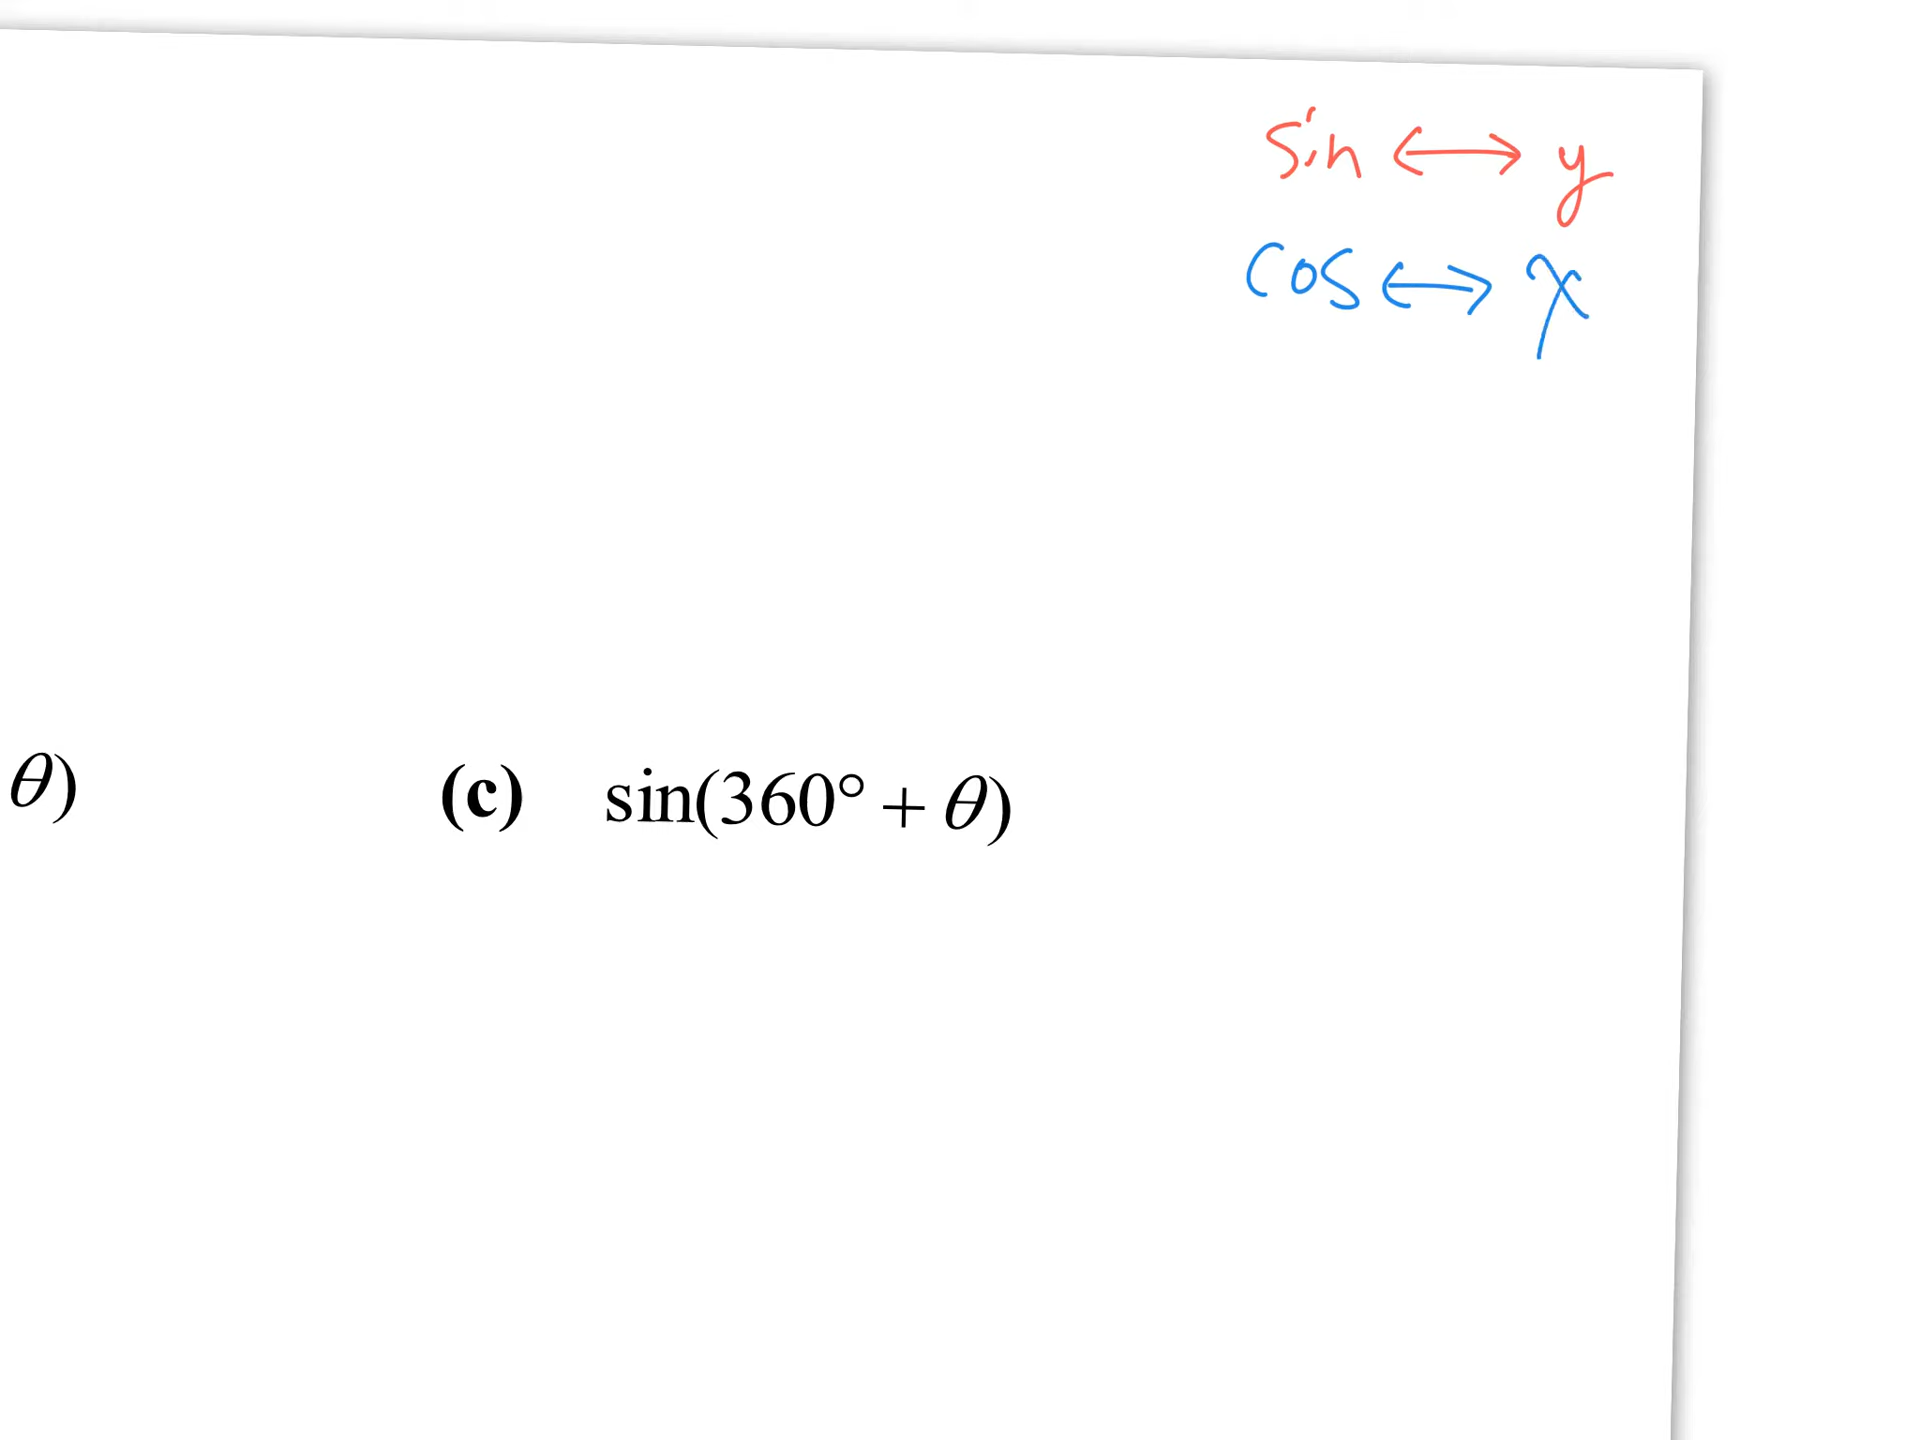 sin ↔ y
cos ↔ x
θ) (c) sin(360° + θ)